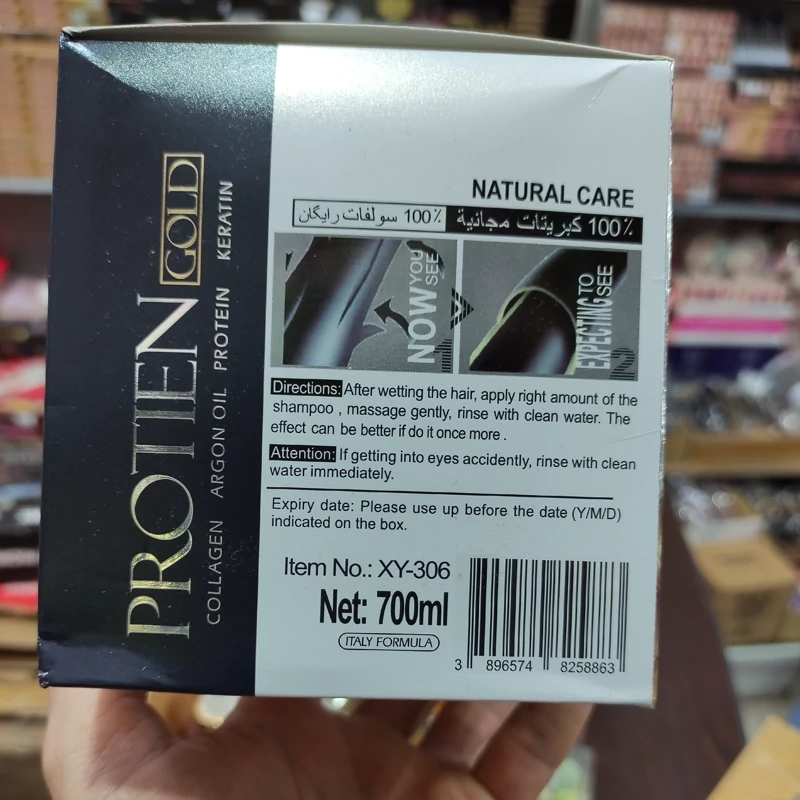 PROTIEN
GOLD
COLLAGEN ARGON OIL PROTEIN KERATIN
NATURAL CARE
100٪ سولفات رایگان
100٪ كبريتات مجانية
NOW YOU SEE
1
EXPECTING TO SEE
2
Directions: After wetting the hair, apply right amount of the
shampoo , massage gently, rinse with clean water. The
effect can be better if do it once more .
Attention: If getting into eyes accidently, rinse with clean
water immediately.
Expiry date: Please use up before the date (Y/M/D)
indicated on the box.
Item No.: XY-306
Net: 700ml
ITALY FORMULA
3 896574 8258863